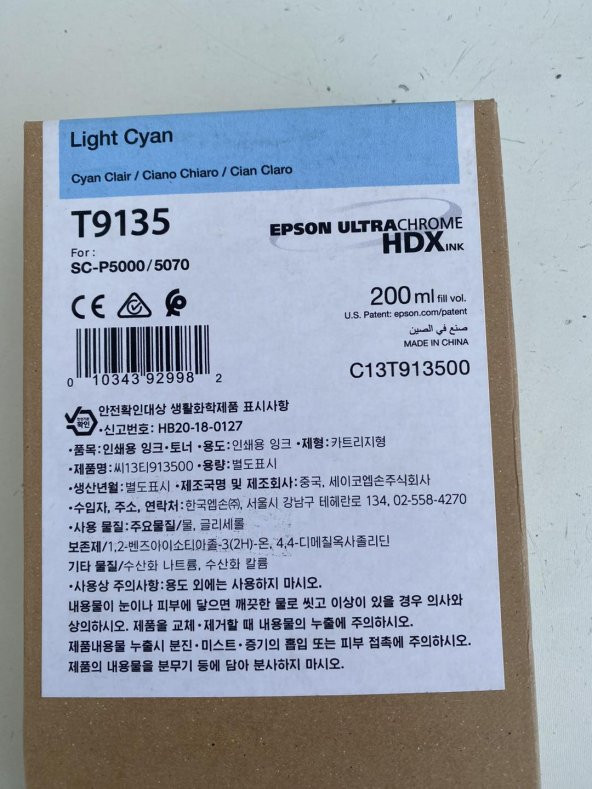 Light Cyan
Cyan Clair / Ciano Chiaro / Cian Claro
T9135
For :
SC-P5000/5070
EPSON ULTRACHROME
HDX INK
CE
200 ml fill vol.
U.S. Patent: epson.com/patent
صنع في الصين
MADE IN CHINA
C13T913500
0 10343 92998 2
안전확인대상 생활화학제품 표시사항
•신고번호: HB20-18-0127
•품목:인쇄용 잉크•토너 •용도:인쇄용 잉크 •제형:카트리지형
•제품명:씨13티913500 •용량:별도표시
•생산년월:별도표시 •제조국명 및 제조회사:중국, 세이코엡손주식회사
•수입자, 주소, 연락처:한국엡손㈜, 서울시 강남구 테헤란로 134, 02-558-4270
•사용 물질:주요물질/물, 글리세롤
보존제/1,2-벤즈아이소티아졸-3(2H)-온, 4,4-디메칠옥사졸리딘
기타 물질/수산화 나트륨, 수산화 칼륨
•사용상 주의사항:용도 외에는 사용하지 마시오.
내용물이 눈이나 피부에 닿으면 깨끗한 물로 씻고 이상이 있을 경우 의사와
상의하시오. 제품을 교체•제거할 때 내용물의 누출에 주의하시오.
제품내용물 누출시 분진•미스트•증기의 흡입 또는 피부 접촉에 주의하시오.
제품의 내용물을 분무기 등에 담아 분사하지 마시오.